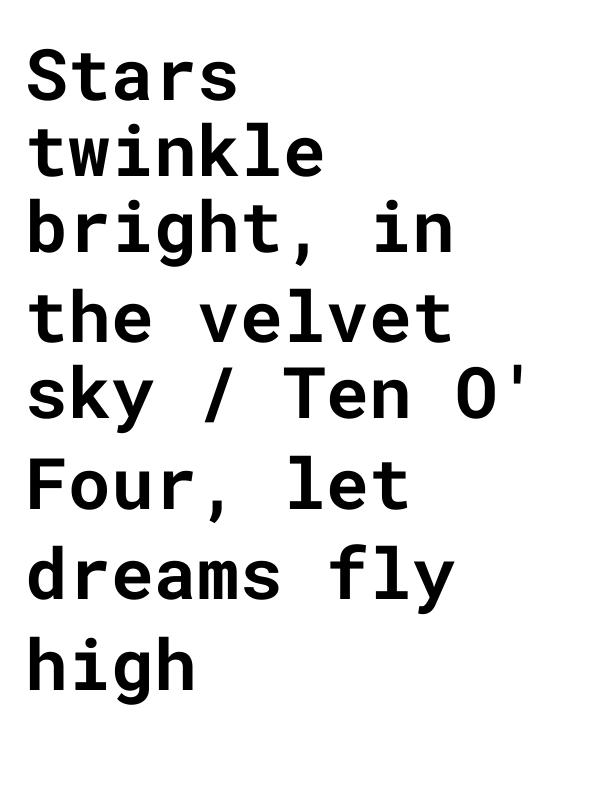 Stars
twinkle
bright, in
the velvet
sky / Ten O'
Four, let
dreams fly
high